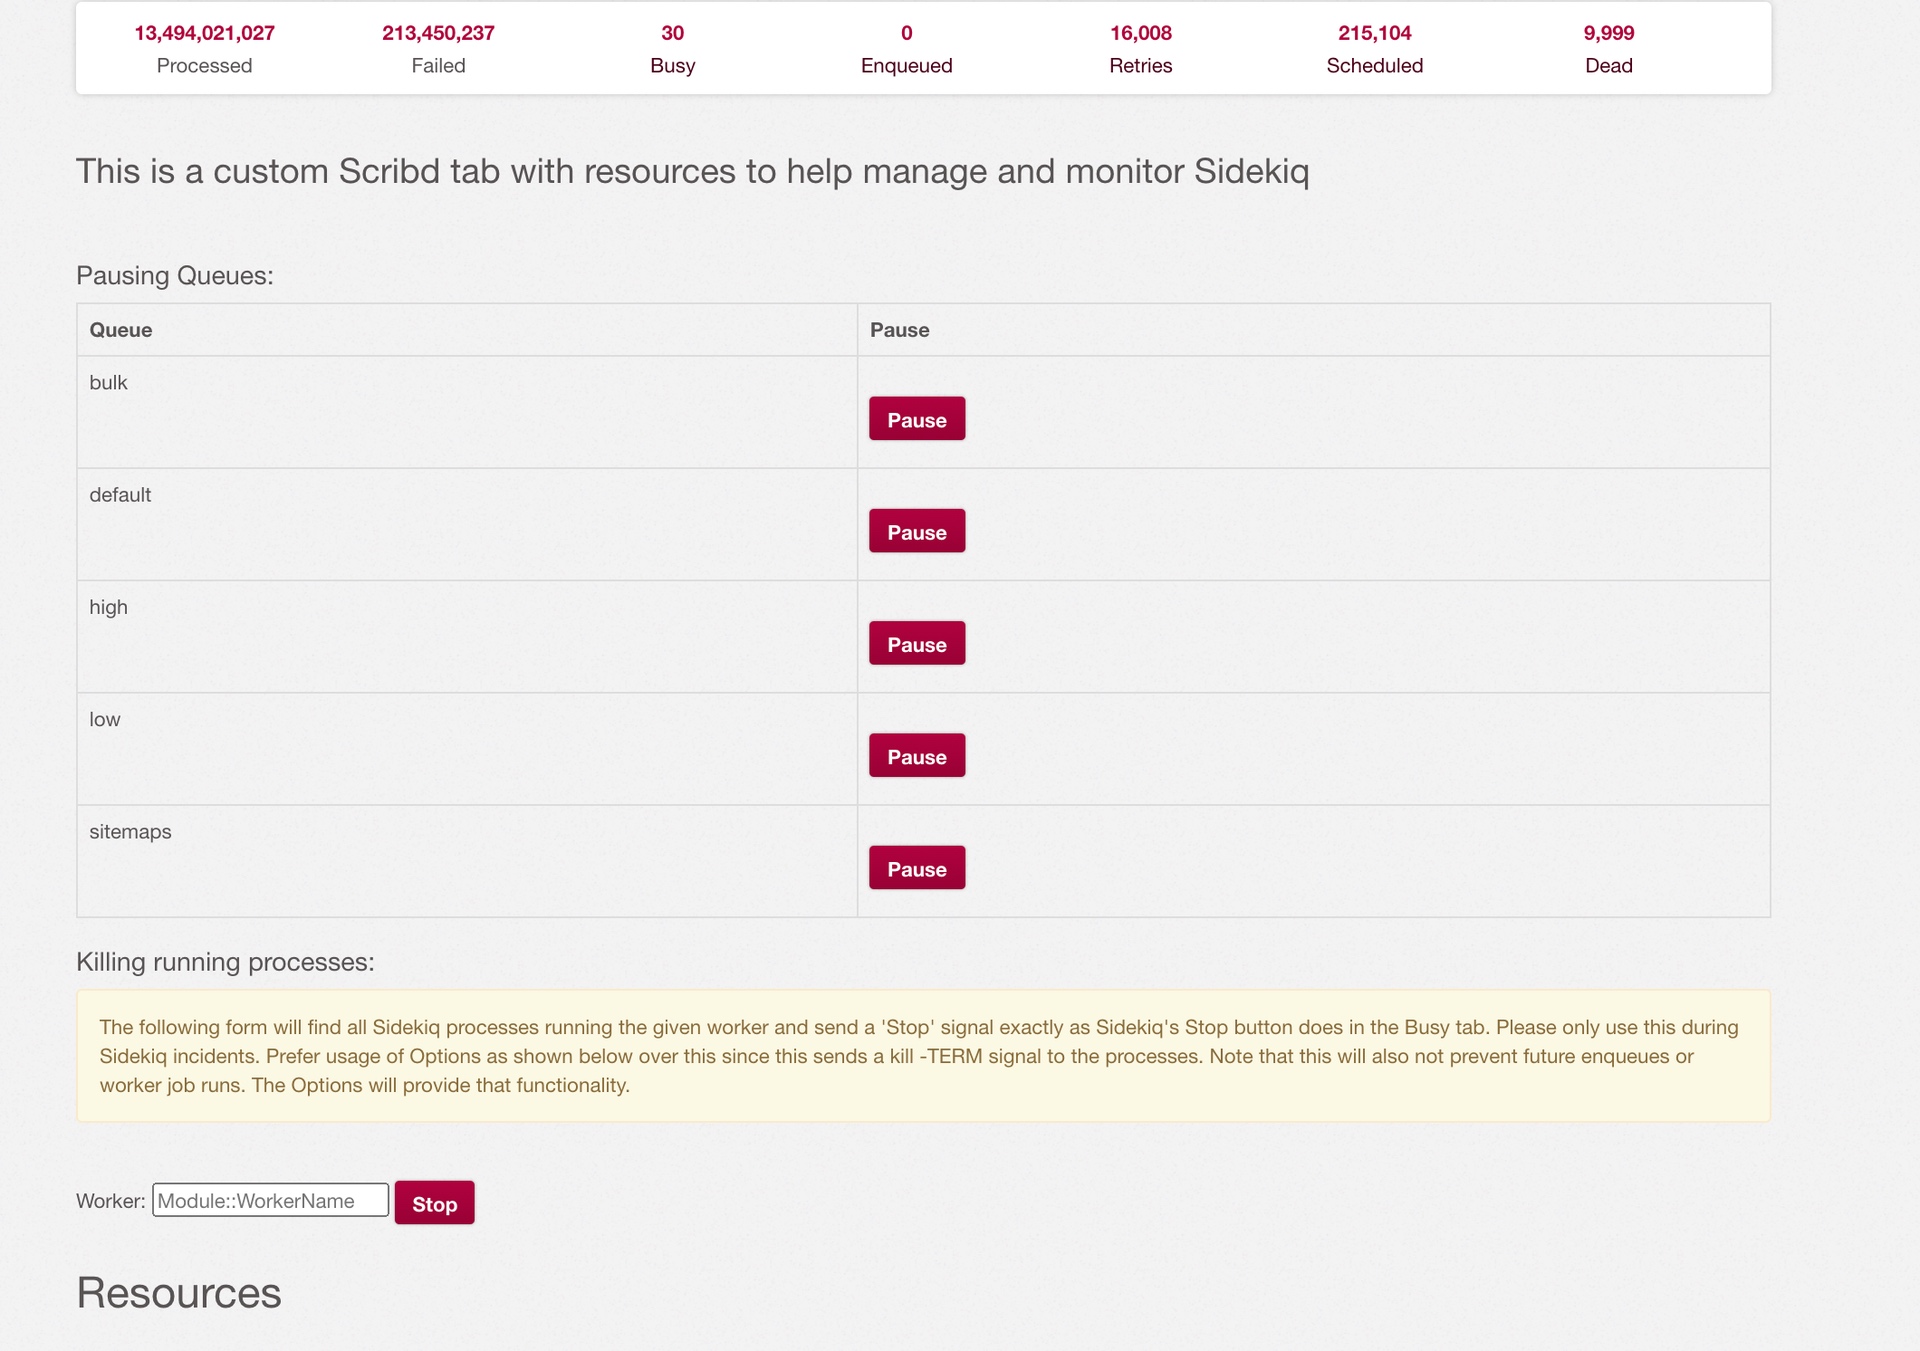 13,494,021,027 213,450,237 30 0 16,008 215,104 9,999
Processed Failed Busy Enqueued Retries Scheduled Dead
This is a custom Scribd tab with resources to help manage and monitor Sidekiq
Pausing Queues:
Queue Pause
bulk
Pause
default
Pause
high
Pause
low
Pause
sitemaps
Pause
Killing running processes:
The following form will find all Sidekiq processes running the given worker and send a 'Stop' signal exactly as Sidekiq's Stop button does in the Busy tab. Please only use this during
Sidekiq incidents. Prefer usage of Options as shown below over this since this sends a kill -TERM signal to the processes. Note that this will also not prevent future enqueues or
worker job runs. The Options will provide that functionality.
Worker: Module::WorkerName Stop
Resources